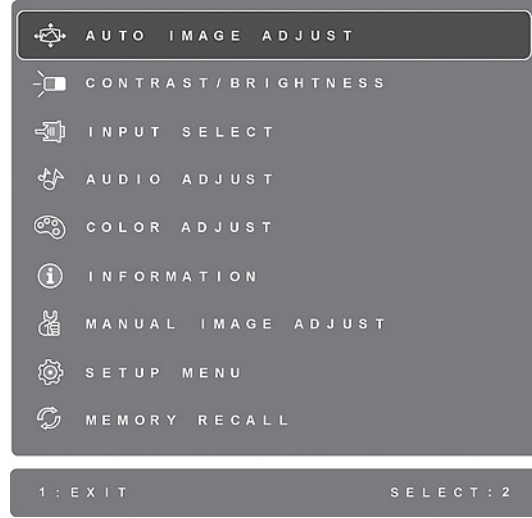 AUTO IMAGE ADJUST
CONTRAST/BRIGHTNESS
INPUT SELECT
AUDIO ADJUST
COLOR ADJUST
INFORMATION
MANUAL IMAGE ADJUST
SETUP MENU
MEMORY RECALL
1:EXIT SELECT:2